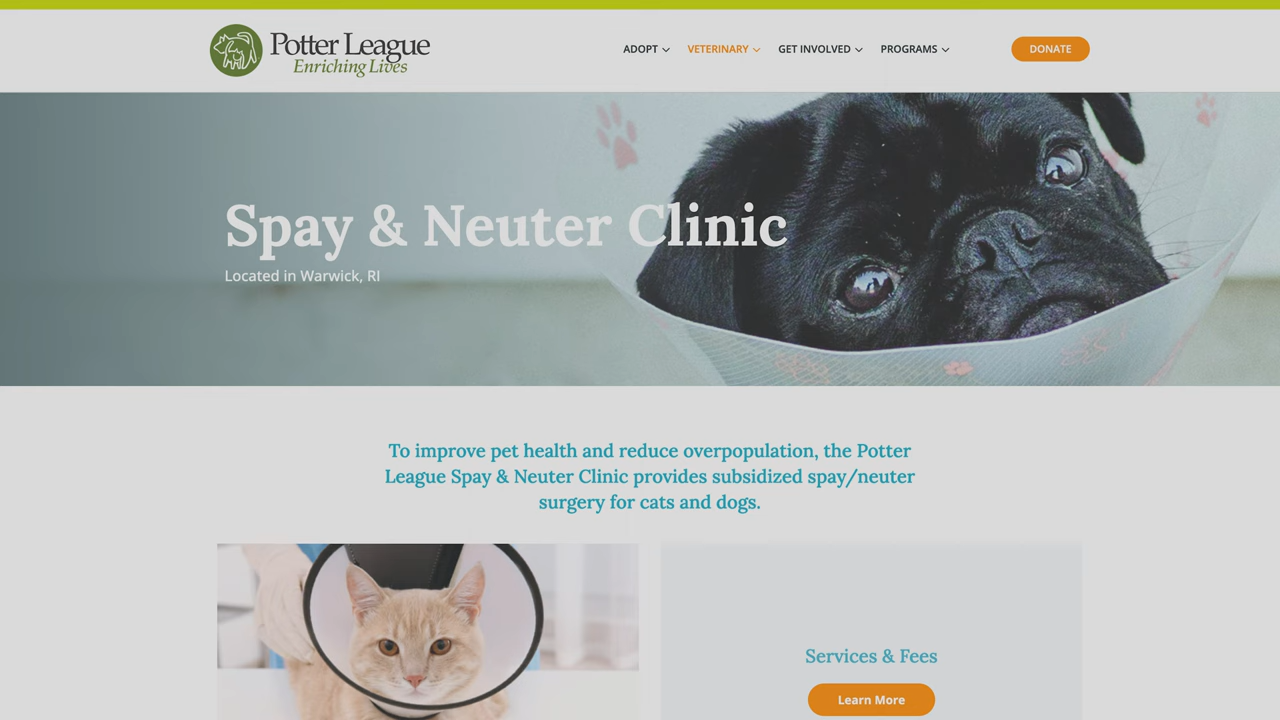 Potter League
Enriching Lives
ADOPT
VETERINARY
GET INVOLVED
PROGRAMS
DONATE
Spay & Neuter Clinic
Located in Warwick, RI
To improve pet health and reduce overpopulation, the Potter
League Spay & Neuter Clinic provides subsidized spay/neuter
surgery for cats and dogs.
Services & Fees
Learn More